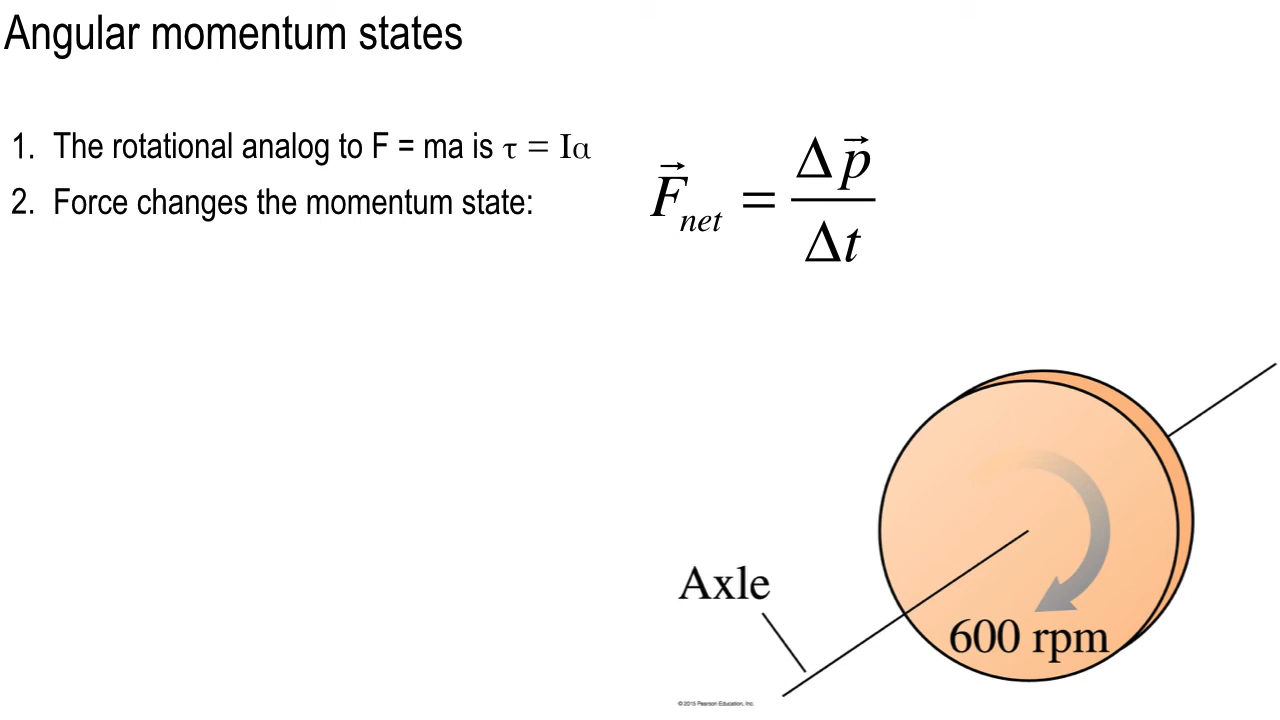 Angular momentum states
1. The rotational analog to F = ma is τ = Iα
2. Force changes the momentum state:
F⃗net = Δp⃗ / Δt
Axle
600 rpm
© 2015 Pearson Education, Inc.